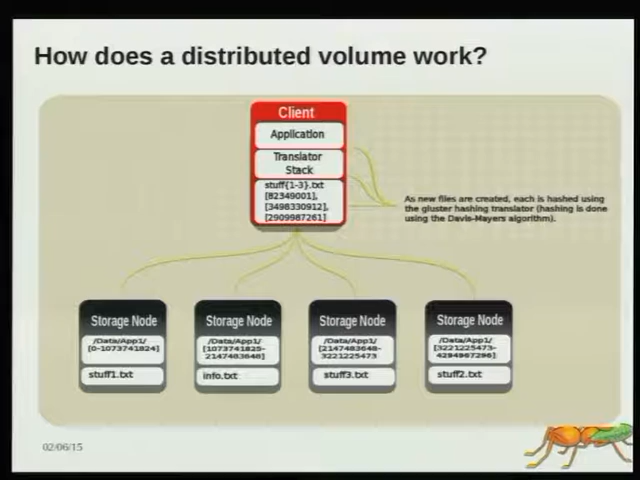 How does a distributed volume work?
Client
Application
Translator
Stack
stuff{1-3}.txt
[82349001],
[3498330912],
[2909987261]
As new files are created, each is hashed using
the gluster hashing translator (hashing is done
using the Davis-Mayers algorithm).
Storage Node
/Data/App1/
[0-1073741824]
stuff1.txt
Storage Node
/Data/App1/
[1073741825-
2147483648]
info.txt
Storage Node
/Data/App1/
[2147483648-
3221225473
stuff3.txt
Storage Node
/Data/App1/
[3221225473-
4294967296]
stuff2.txt
02/06/15